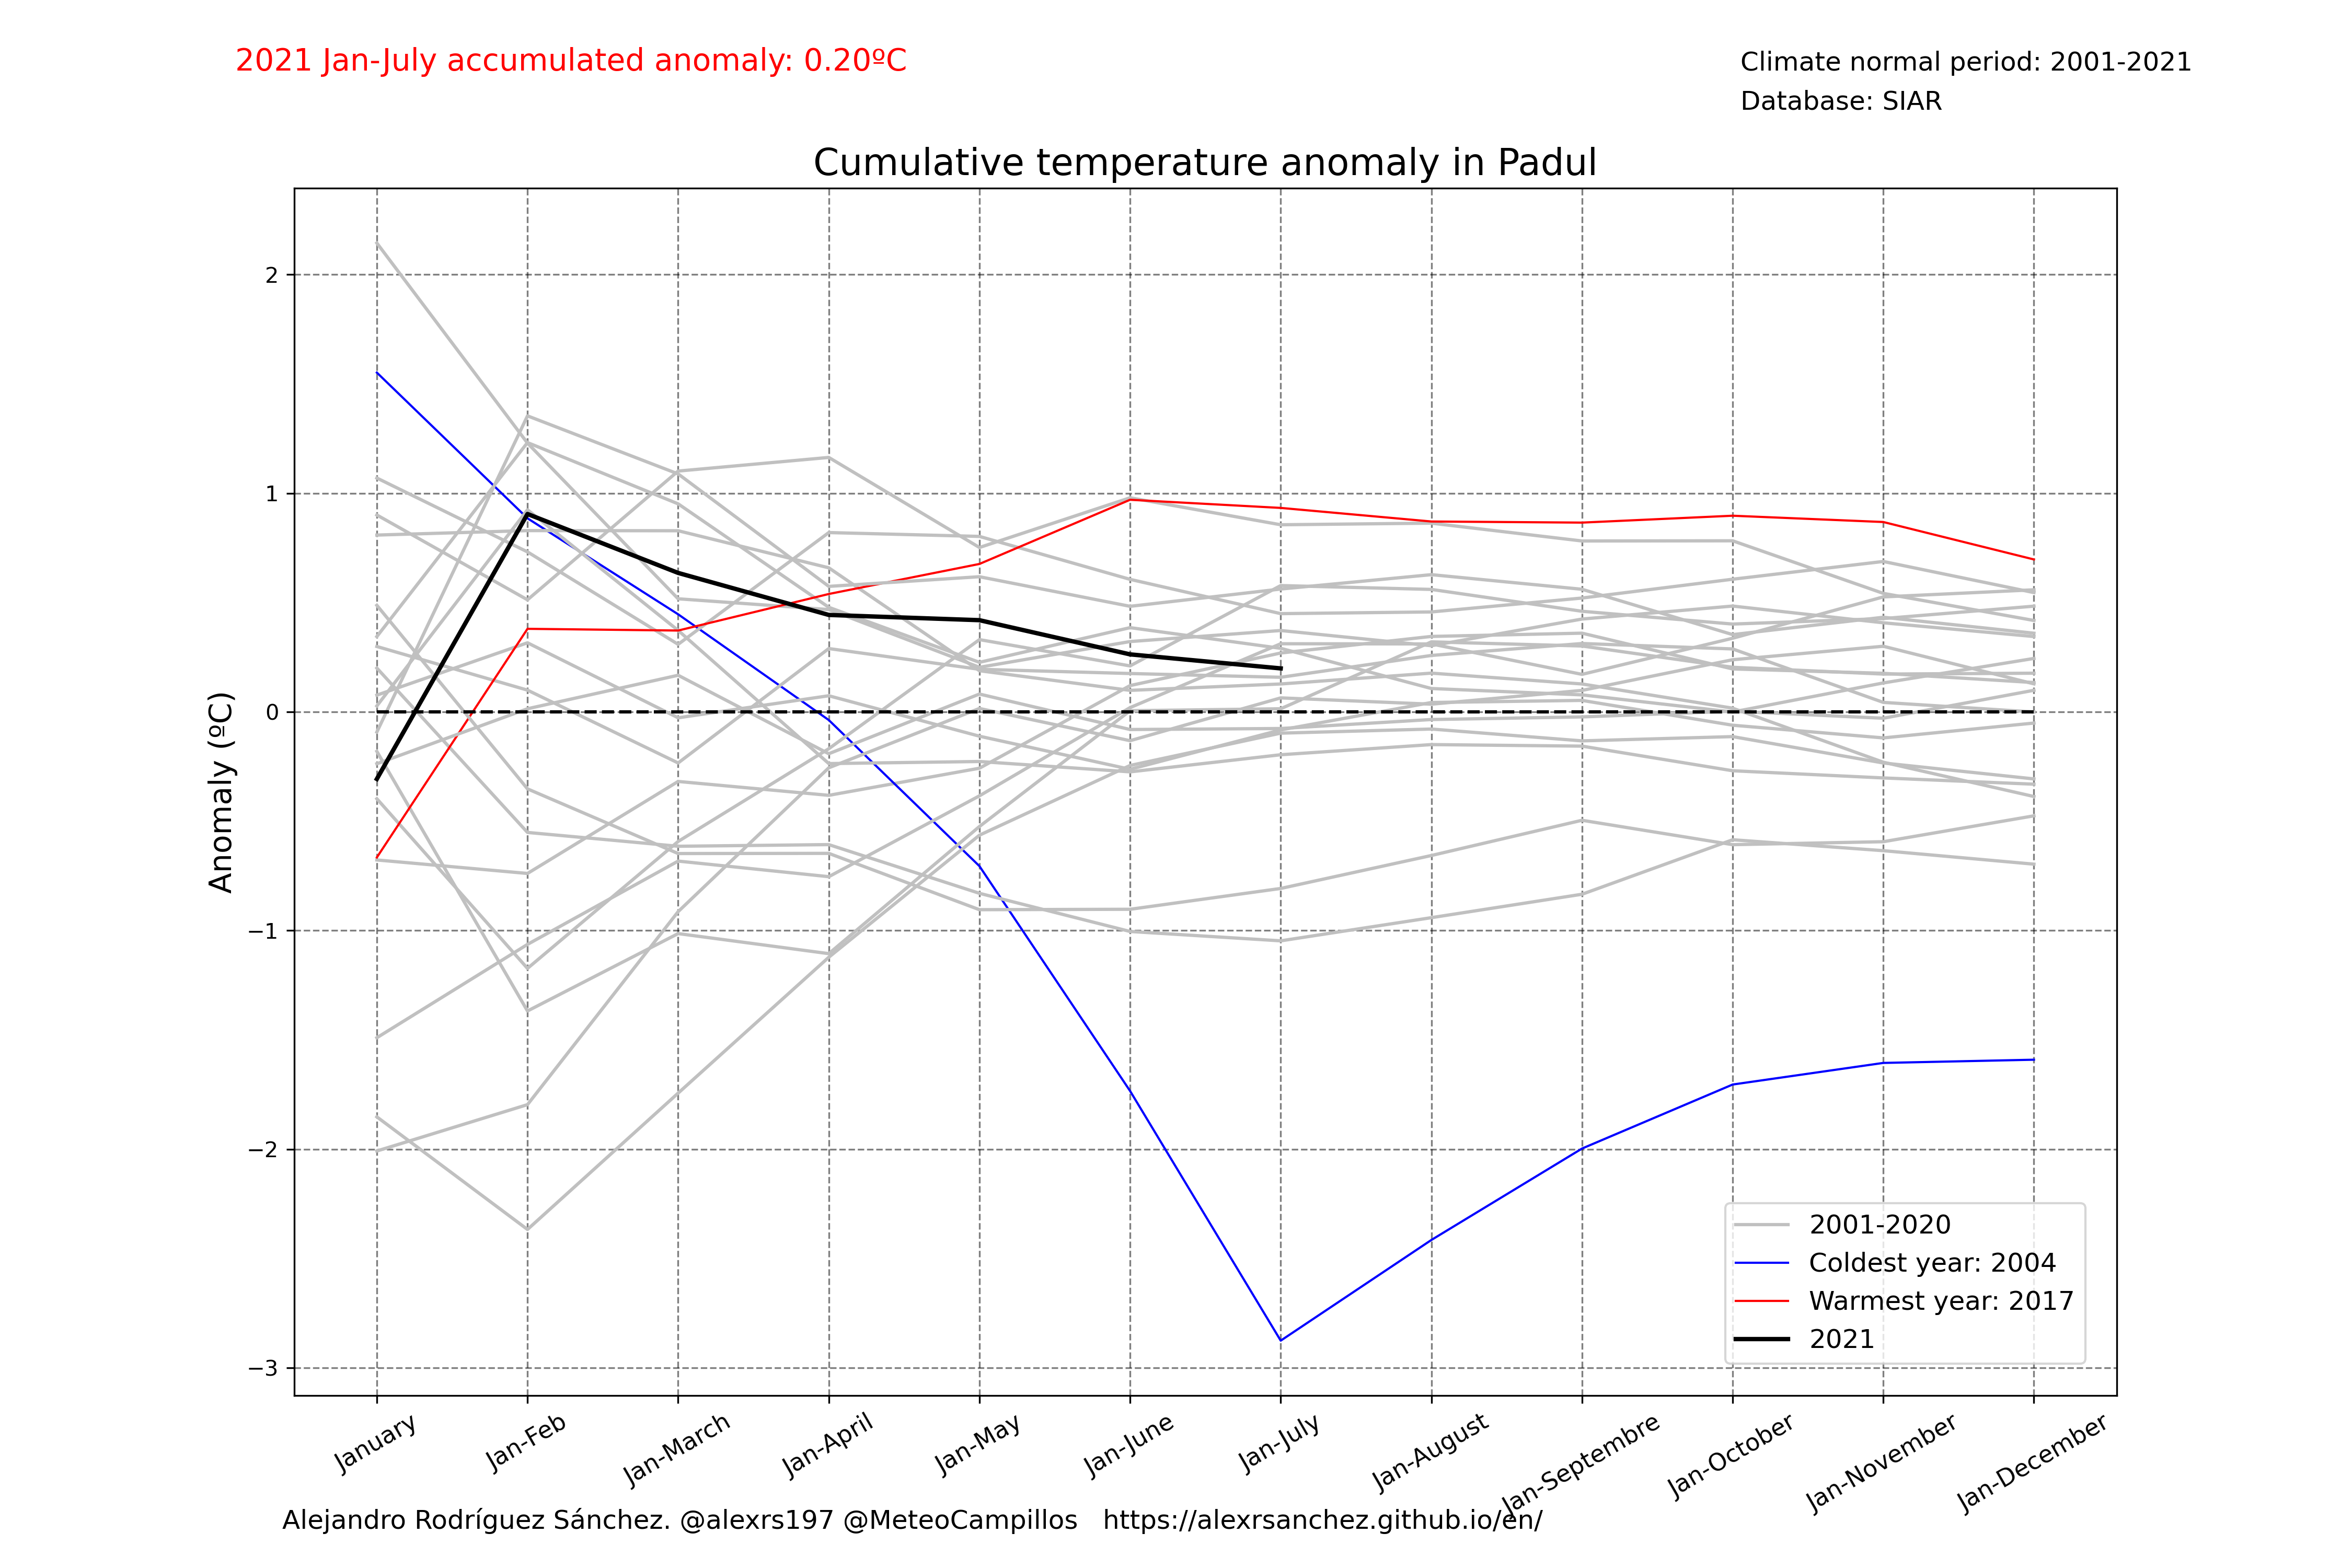 2021 Jan-July accumulated anomaly: 0.20ºC
Climate normal period: 2001-2021
Database: SIAR
Cumulative temperature anomaly in Padul
Anomaly (ºC)
2
1
0
−1
−2
−3
2001-2020
Coldest year: 2004
Warmest year: 2017
2021
January
Jan-Feb
Jan-March
Jan-April
Jan-May
Jan-June
Jan-July
Jan-August
Jan-Septembre
Jan-October
Jan-November
Jan-December
Alejandro Rodríguez Sánchez. @alexrs197 @MeteoCampillos   https://alexrsanchez.github.io/en/